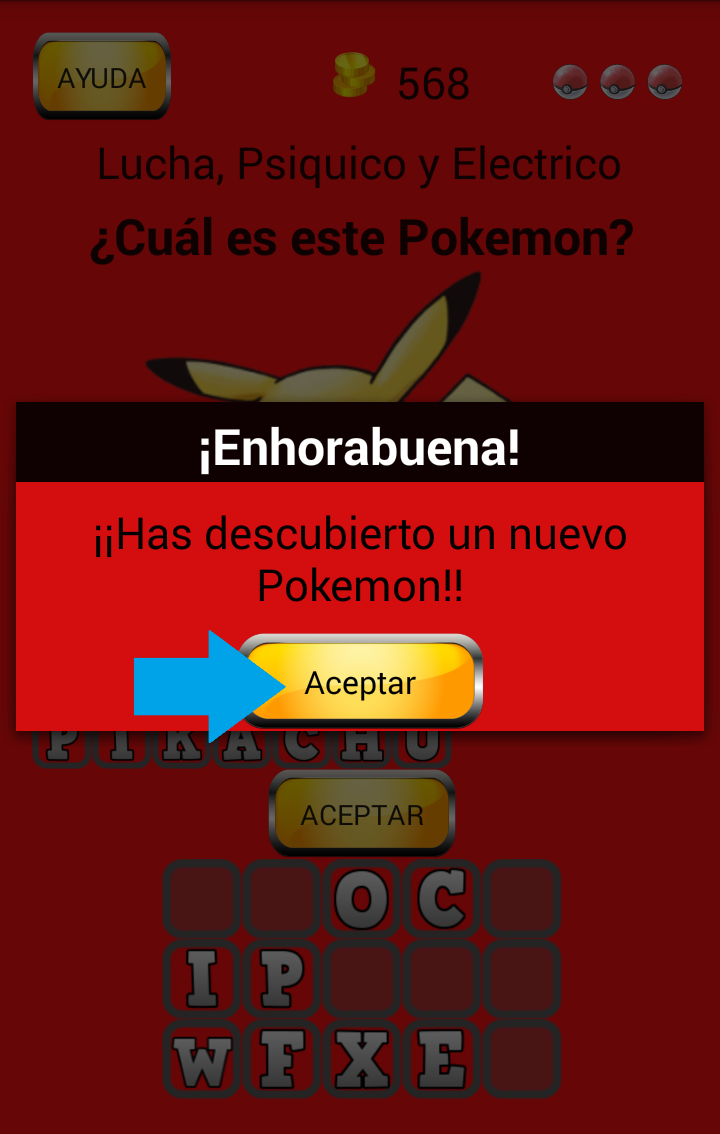 AYUDA 568
Lucha, Psiquico y Electrico
¿Cuál es este Pokemon?
¡Enhorabuena!
¡¡Has descubierto un nuevo
Pokemon!!
Aceptar
PIKACHU
ACEPTAR
O C
I P
W F X E